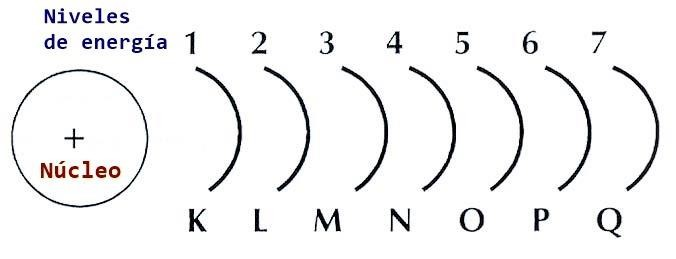 Niveles
de energía 1 2 3 4 5 6 7
+
Núcleo
K L M N O P Q